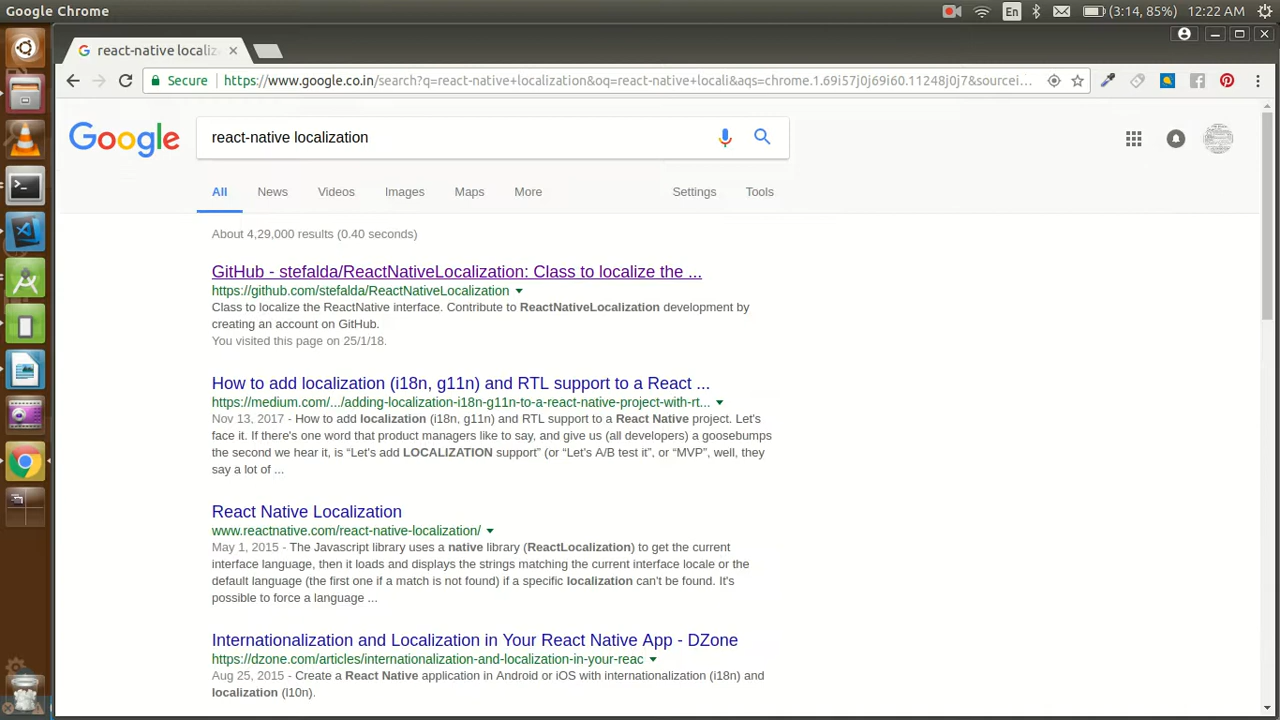 Google Chrome
En
(3:14, 85%)
12:22 AM
react-native localiz
Secure
https://www.google.co.in/search?q=react-native+localization&oq=react-native+locali&aqs=chrome.1.69i57j0j69i60.11248j0j7&sourcei...
Google
react-native localization
All
News
Videos
Images
Maps
More
Settings
Tools
About 4,29,000 results (0.40 seconds)
GitHub - stefalda/ReactNativeLocalization: Class to localize the ...
https://github.com/stefalda/ReactNativeLocalization
Class to localize the ReactNative interface. Contribute to ReactNativeLocalization development by
creating an account on GitHub.
You visited this page on 25/1/18.
How to add localization (i18n, g11n) and RTL support to a React ...
https://medium.com/.../adding-localization-i18n-g11n-to-a-react-native-project-with-rt...
Nov 13, 2017 - How to add localization (i18n, g11n) and RTL support to a React Native project. Let's
face it. If there's one word that product managers like to say, and give us (all developers) a goosebumps
the second we hear it, is “Let's add LOCALIZATION support” (or “Let's A/B test it”, or “MVP”, well, they
say a lot of ...
React Native Localization
www.reactnative.com/react-native-localization/
May 1, 2015 - The Javascript library uses a native library (ReactLocalization) to get the current
interface language, then it loads and displays the strings matching the current interface locale or the
default language (the first one if a match is not found) if a specific localization can't be found. It's
possible to force a language ...
Internationalization and Localization in Your React Native App - DZone
https://dzone.com/articles/internationalization-and-localization-in-your-reac
Aug 25, 2015 - Create a React Native application in Android or iOS with internationalization (i18n) and
localization (l10n).